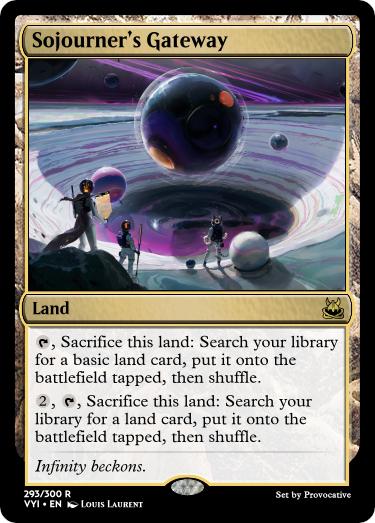 Sojourner's Gateway
Land
, Sacrifice this land: Search your library
for a basic land card, put it onto the
battlefield tapped, then shuffle.
2, , Sacrifice this land: Search your
library for a land card, put it onto the
battlefield tapped, then shuffle.
Infinity beckons.
293/300 R
VYI • EN Louis Laurent
Set by Provocative